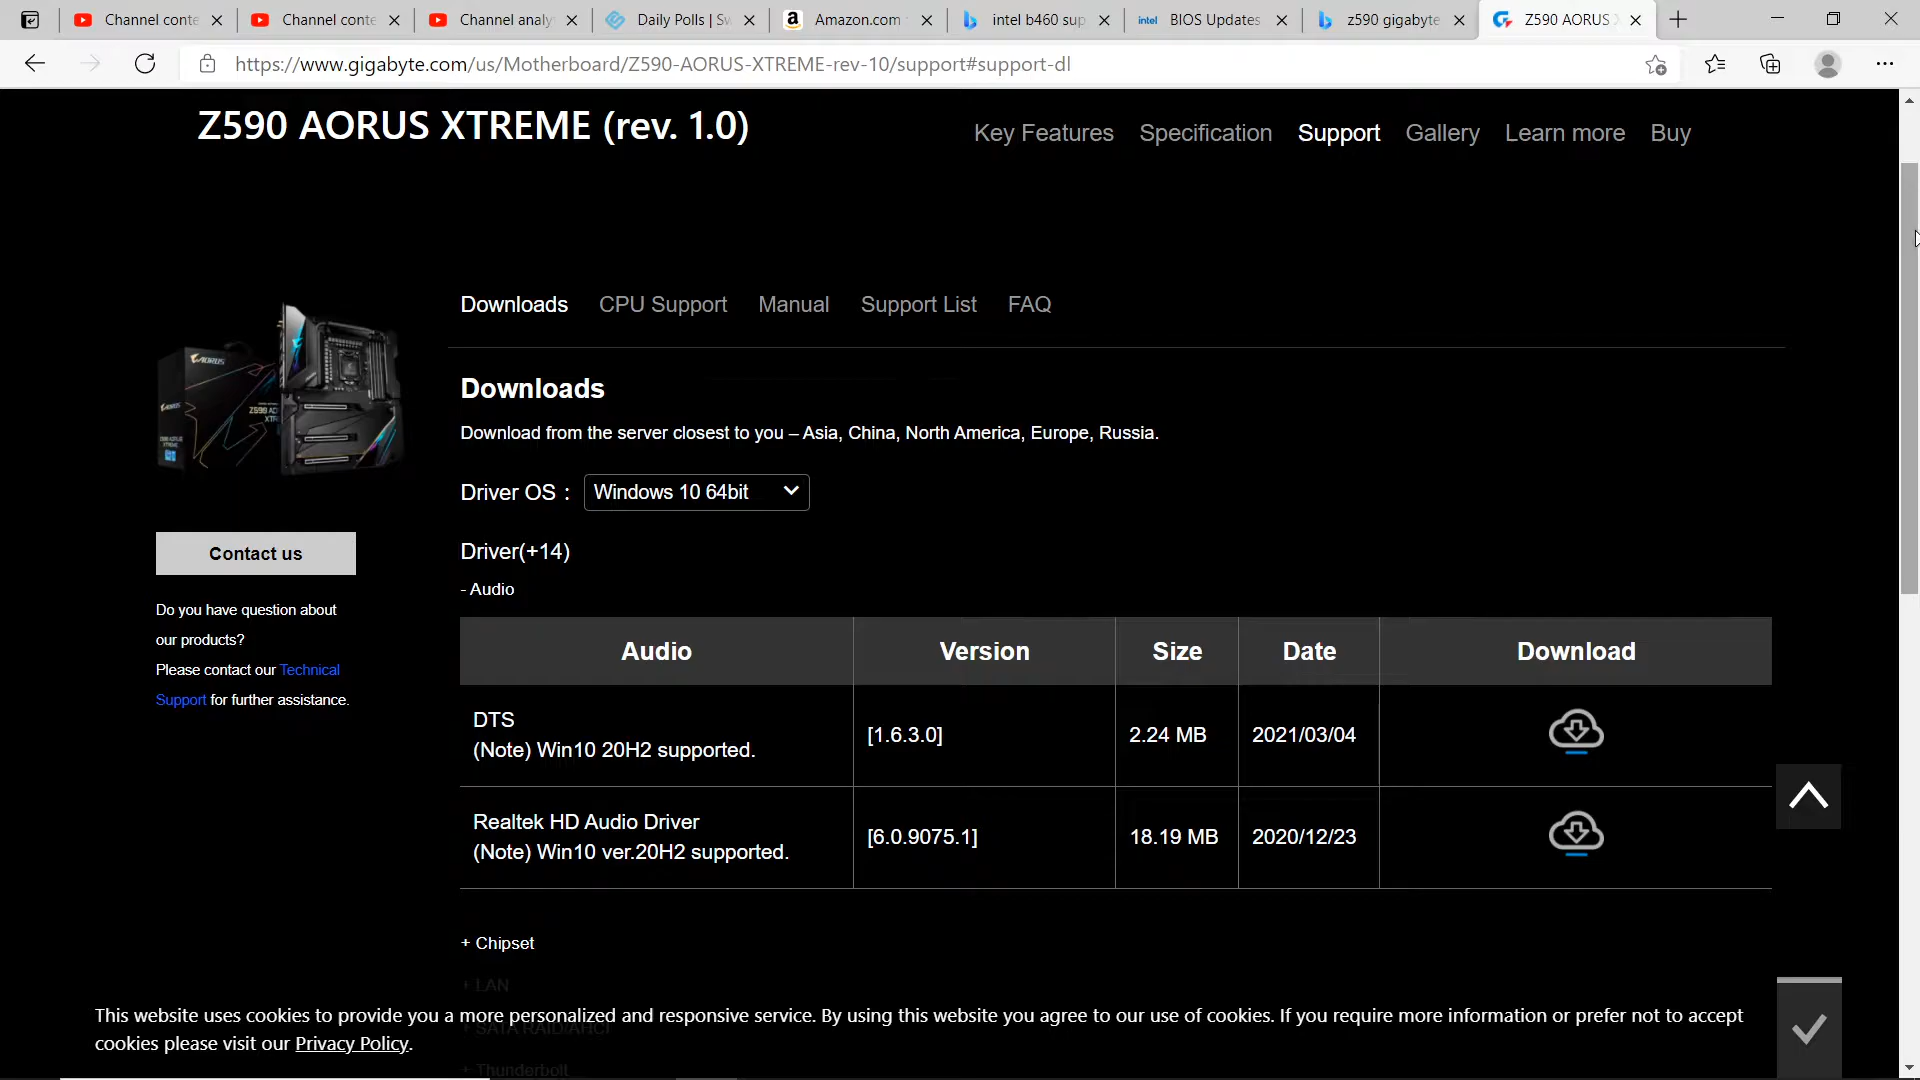 Channel conte
Channel conte
Channel analy
Daily Polls | Sw
Amazon.com
intel b460 sup
intel BIOS Updates
z590 gigabyte
Z590 AORUS X
https://www.gigabyte.com/us/Motherboard/Z590-AORUS-XTREME-rev-10/support#support-dl
Z590 AORUS XTREME (rev. 1.0)
Key Features Specification Support Gallery Learn more Buy
Downloads CPU Support Manual Support List FAQ
Downloads
Download from the server closest to you – Asia, China, North America, Europe, Russia.
Driver OS : Windows 10 64bit
Contact us
Do you have question about
our products?
Please contact our Technical
Support for further assistance.
Driver(+14)
- Audio
Audio Version Size Date Download
DTS
(Note) Win10 20H2 supported.
[1.6.3.0] 2.24 MB 2021/03/04
Realtek HD Audio Driver
(Note) Win10 ver.20H2 supported.
[6.0.9075.1] 18.19 MB 2020/12/23
+ Chipset
+ LAN
+ SATA RAID/AHCI
This website uses cookies to provide you a more personalized and responsive service. By using this website you agree to our use of cookies. If you require more information or prefer not to accept
cookies please visit our Privacy Policy.
+ Thunderbolt
AORUS